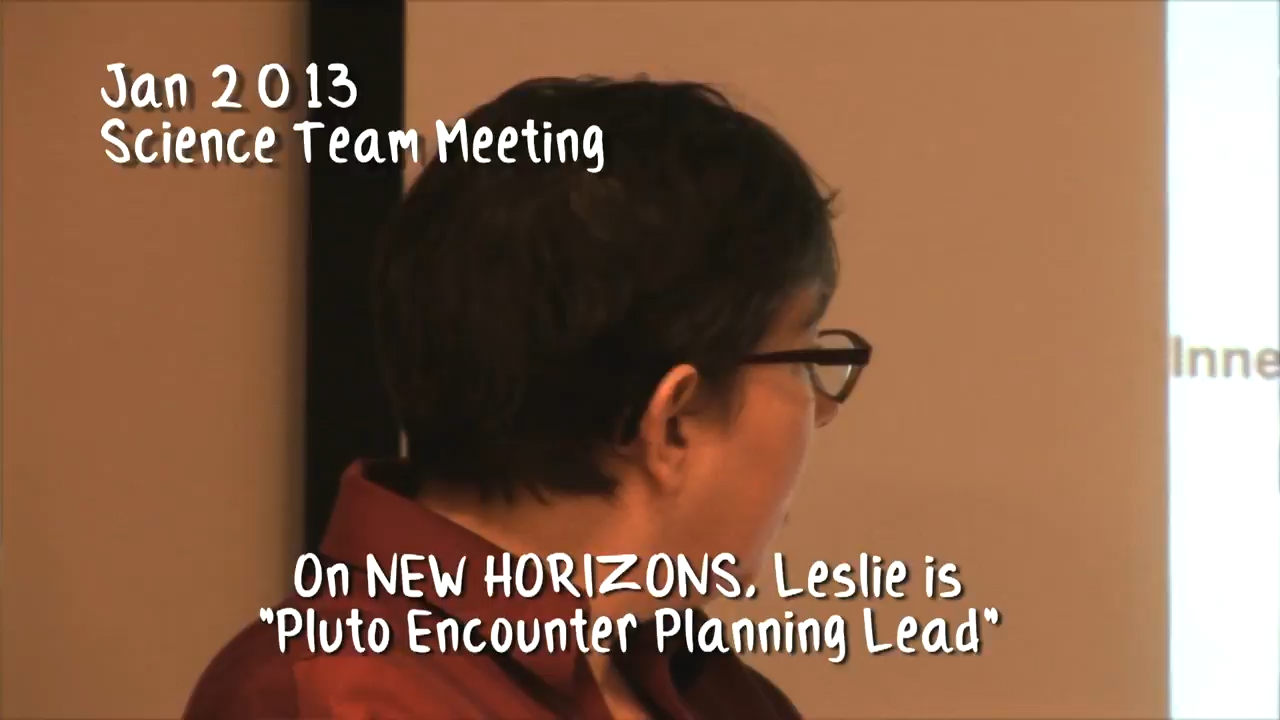 Jan 2013
Science Team Meeting
Inne
On NEW HORIZONS, Leslie is
"Pluto Encounter Planning Lead"